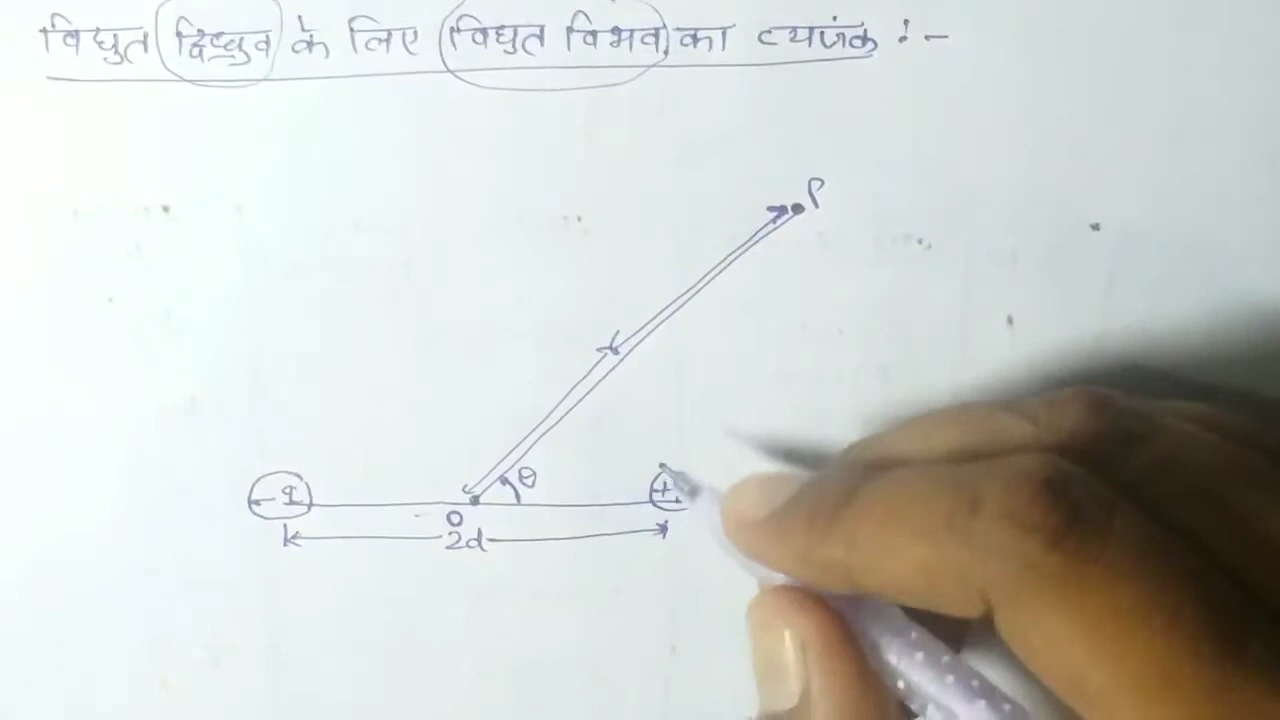 विद्युत द्विध्रुव के लिए विद्युत विभव का व्यंजक :-
P
θ
-q
+
O
2d